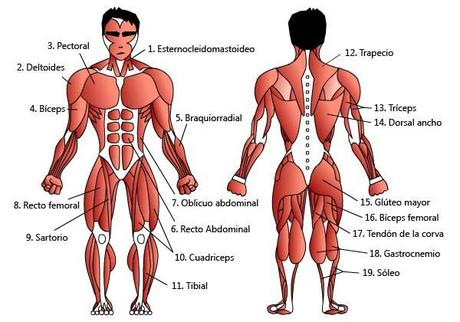 1. Esternocleidomastoideo
2. Deltoides
3. Pectoral
4. Bíceps
5. Braquiorradial
6. Recto Abdominal
7. Oblicuo abdominal
8. Recto femoral
9. Sartorio
10. Cuadriceps
11. Tibial
12. Trapecio
13. Tríceps
14. Dorsal ancho
15. Glúteo mayor
16. Bíceps femoral
17. Tendón de la corva
18. Gastrocnemio
19. Sóleo